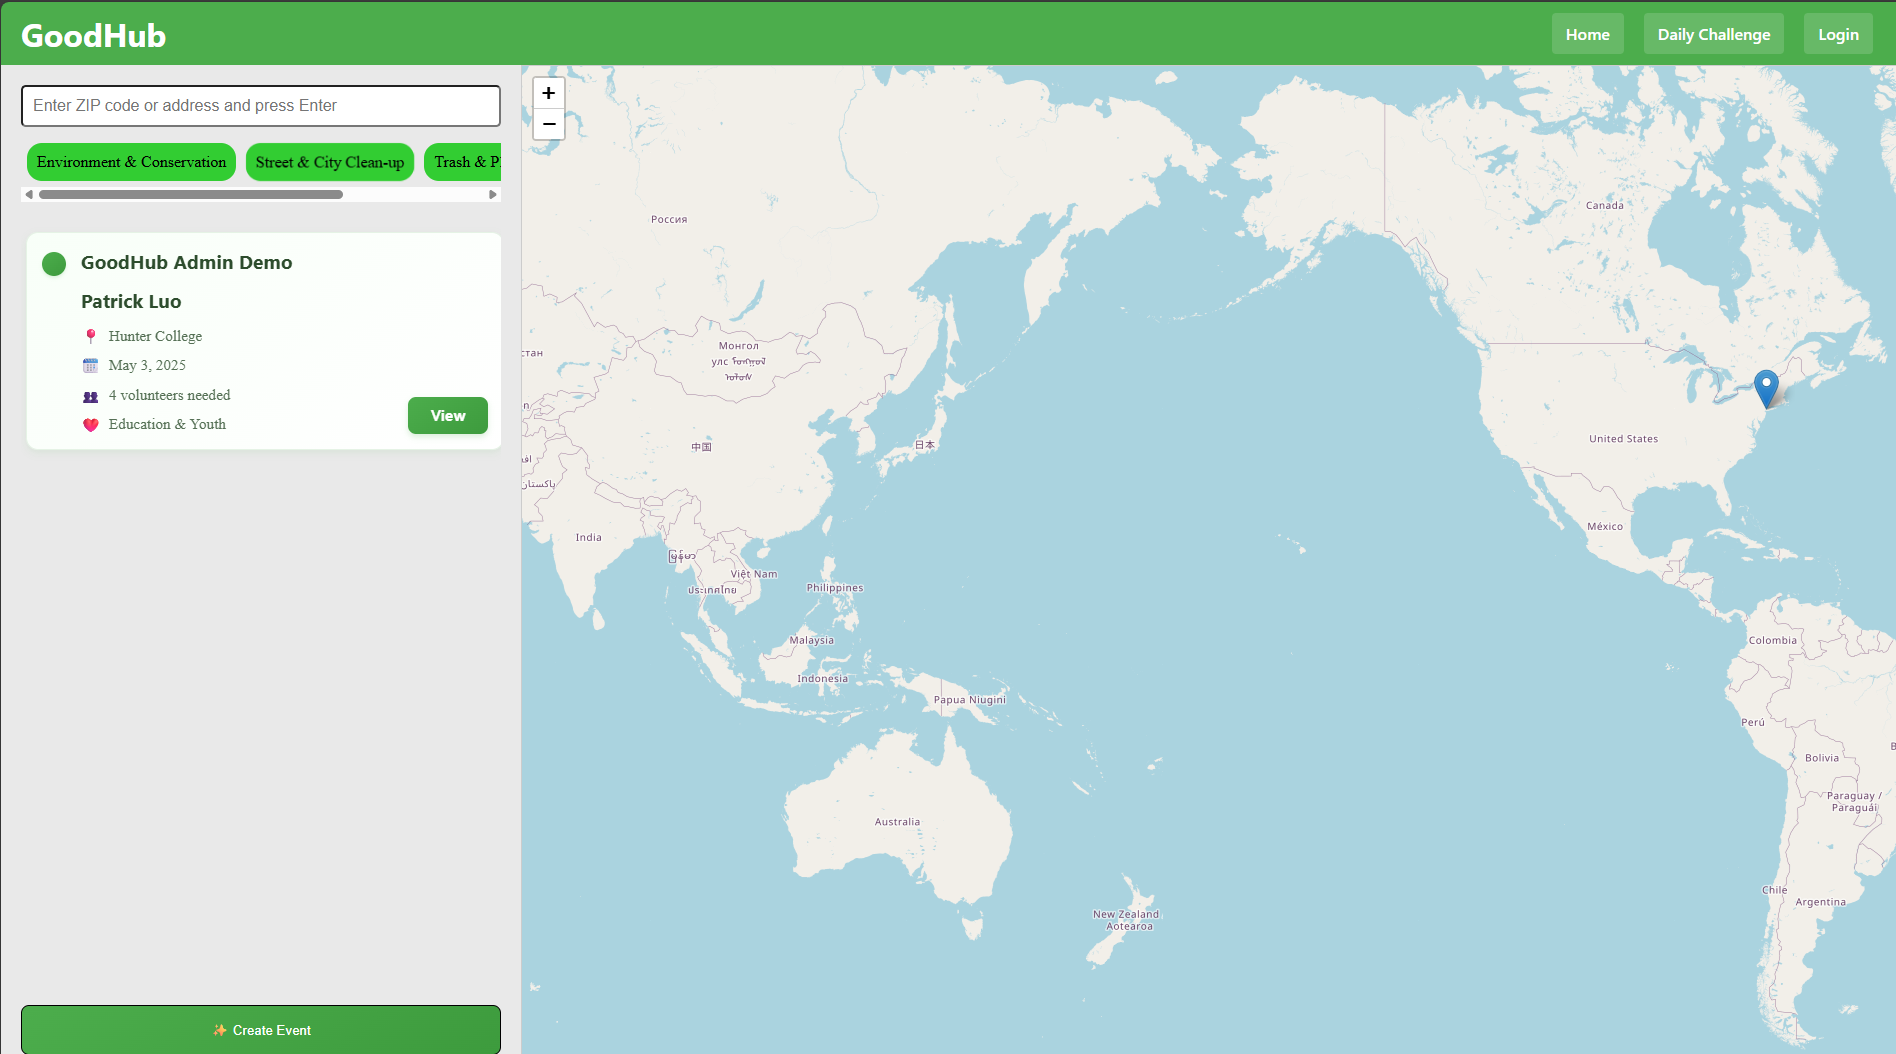 GoodHub
Home
Daily Challenge
Login
Enter ZIP code or address and press Enter
Environment & Conservation
Street & City Clean-up
Trash & P
GoodHub Admin Demo
Patrick Luo
Hunter College
May 3, 2025
4 volunteers needed
Education & Youth
View
✨ Create Event
+
−
Россия
Canada
стан
Монгол
улс
United States
中国
日本
پاکستان
México
India
မြန်မာ
Việt Nam
ประเทศไทย
Philippines
Malaysia
Colombia
Indonesia
Papua Niugini
Perú
Bolivia
Paraguay /
Paraguái
Australia
Chile
Argentina
New Zealand
Aotearoa